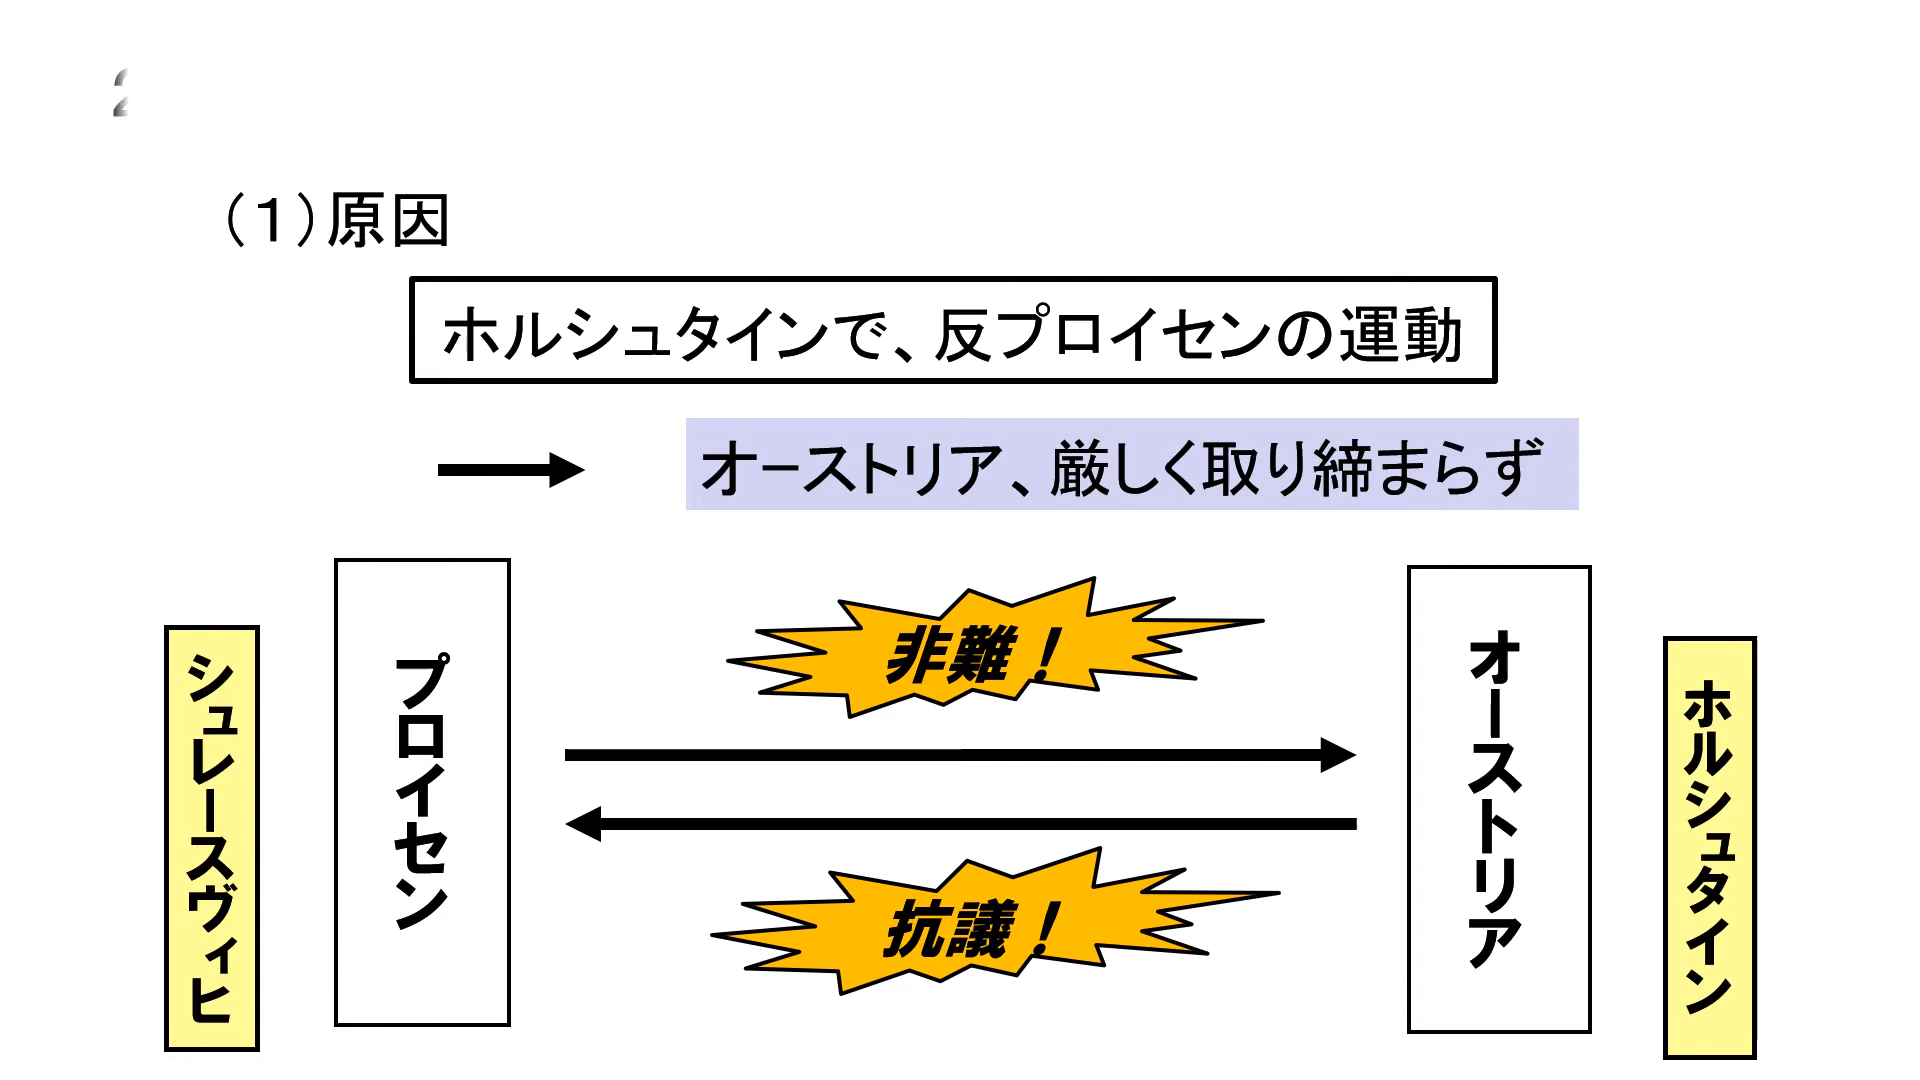 2
（１）原因
ホルシュタインで、反プロイセンの運動
オーストリア、厳しく取り締まらず
シュレースヴィヒ
プロイセン
非難！
抗議！
オーストリア
ホルシュタイン